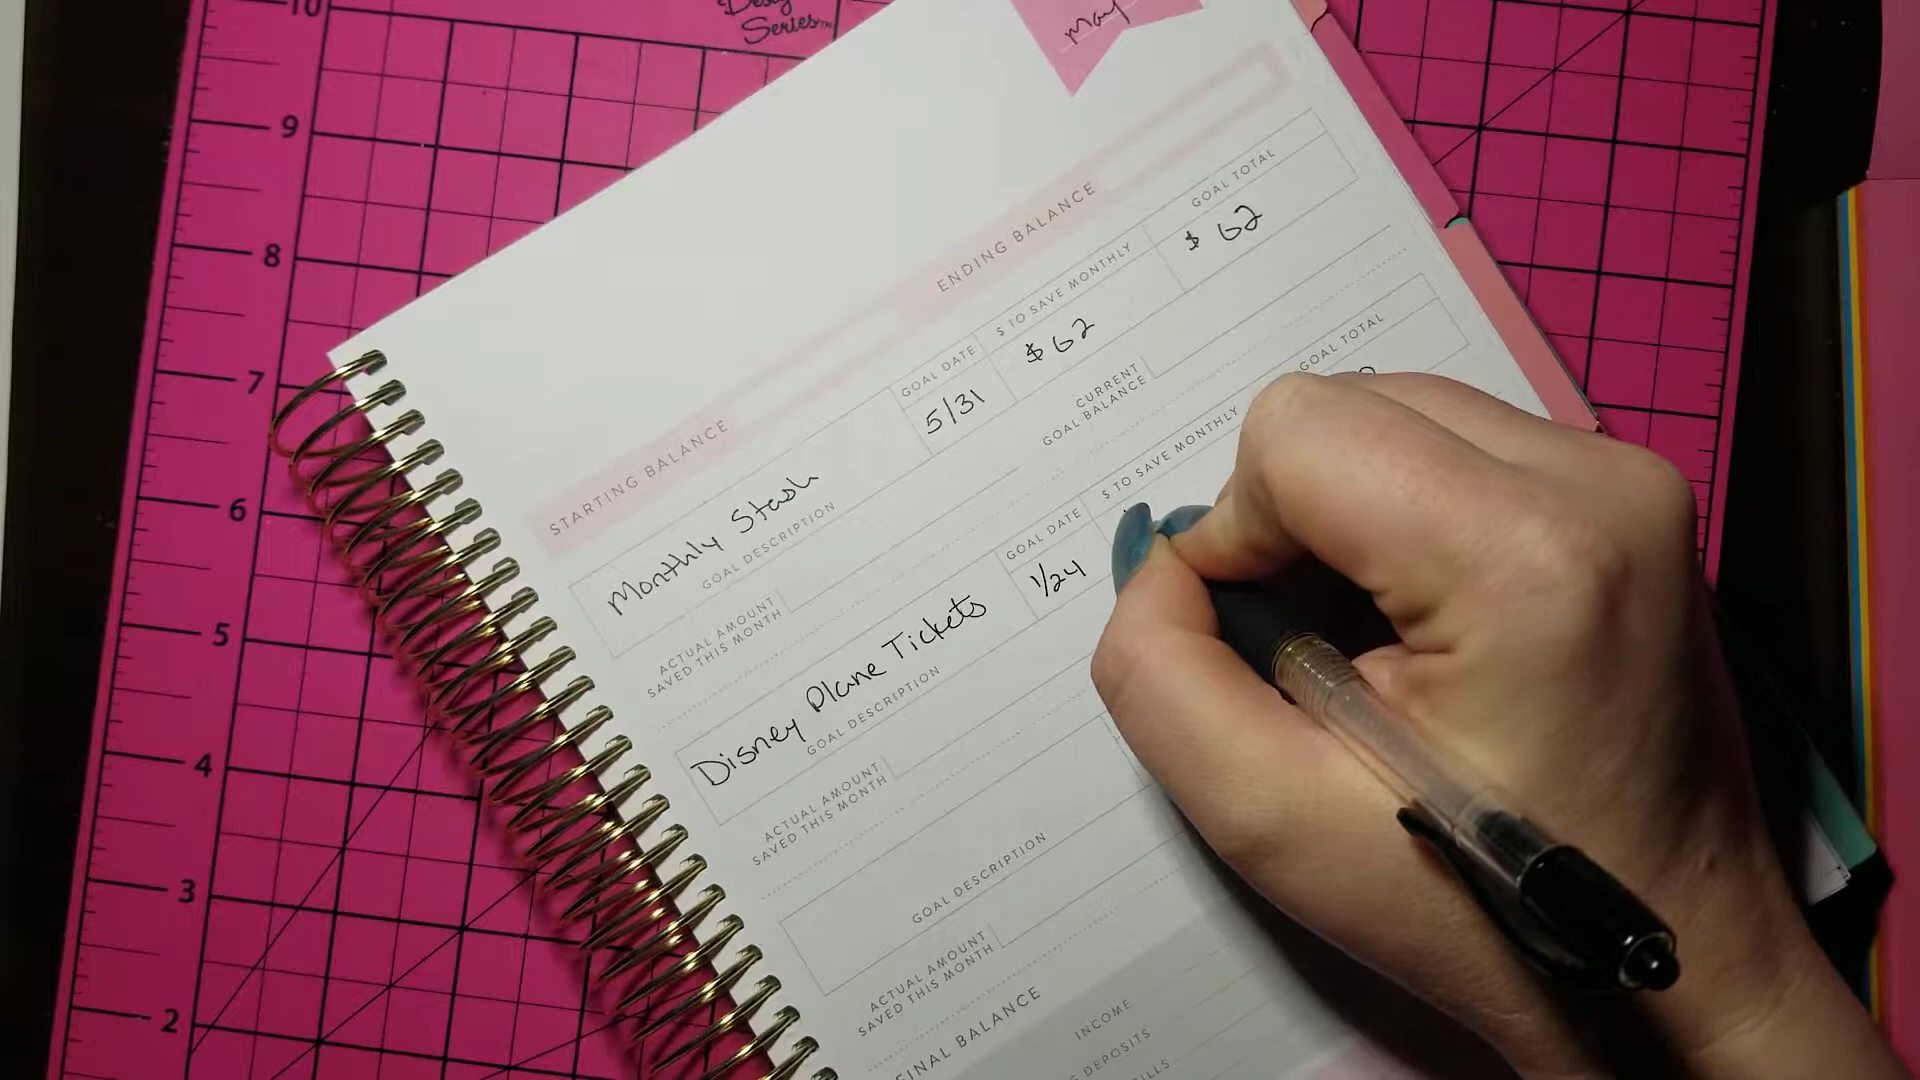 10
Design
Series™
9
8
7
6
5
4
3
2
May
STARTING BALANCE
ENDING BALANCE
Monthly Stash
GOAL DESCRIPTION
GOAL DATE
5/31
$ TO SAVE MONTHLY
$62
GOAL TOTAL
$62
ACTUAL AMOUNT
SAVED THIS MONTH
CURRENT
GOAL BALANCE
Disney Plane Tickets
GOAL DESCRIPTION
GOAL DATE
1/24
$ TO SAVE MONTHLY
GOAL TOTAL
ACTUAL AMOUNT
SAVED THIS MONTH
GOAL DESCRIPTION
ACTUAL AMOUNT
SAVED THIS MONTH
FINAL BALANCE
INCOME
DEPOSITS